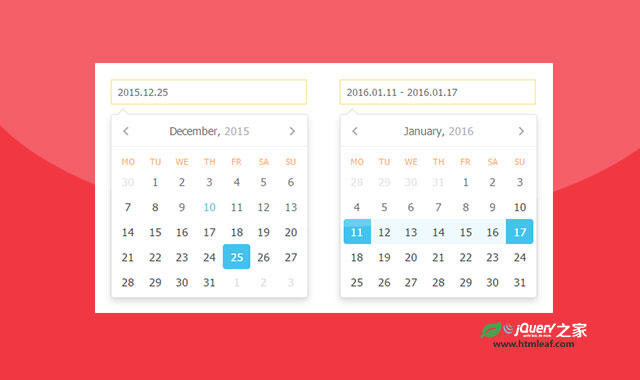 2015.12.25
December, 2015
MO TU WE TH FR SA SU
30 1 2 3 4 5 6
7 8 9 10 11 12 13
14 15 16 17 18 19 20
21 22 23 24 25 26 27
28 29 30 31 1 2 3
2016.01.11 - 2016.01.17
January, 2016
MO TU WE TH FR SA SU
28 29 30 31 1 2 3
4 5 6 7 8 9 10
11 12 13 14 15 16 17
18 19 20 21 22 23 24
25 26 27 28 29 30 31
jQuery之家
www.htmleaf.com